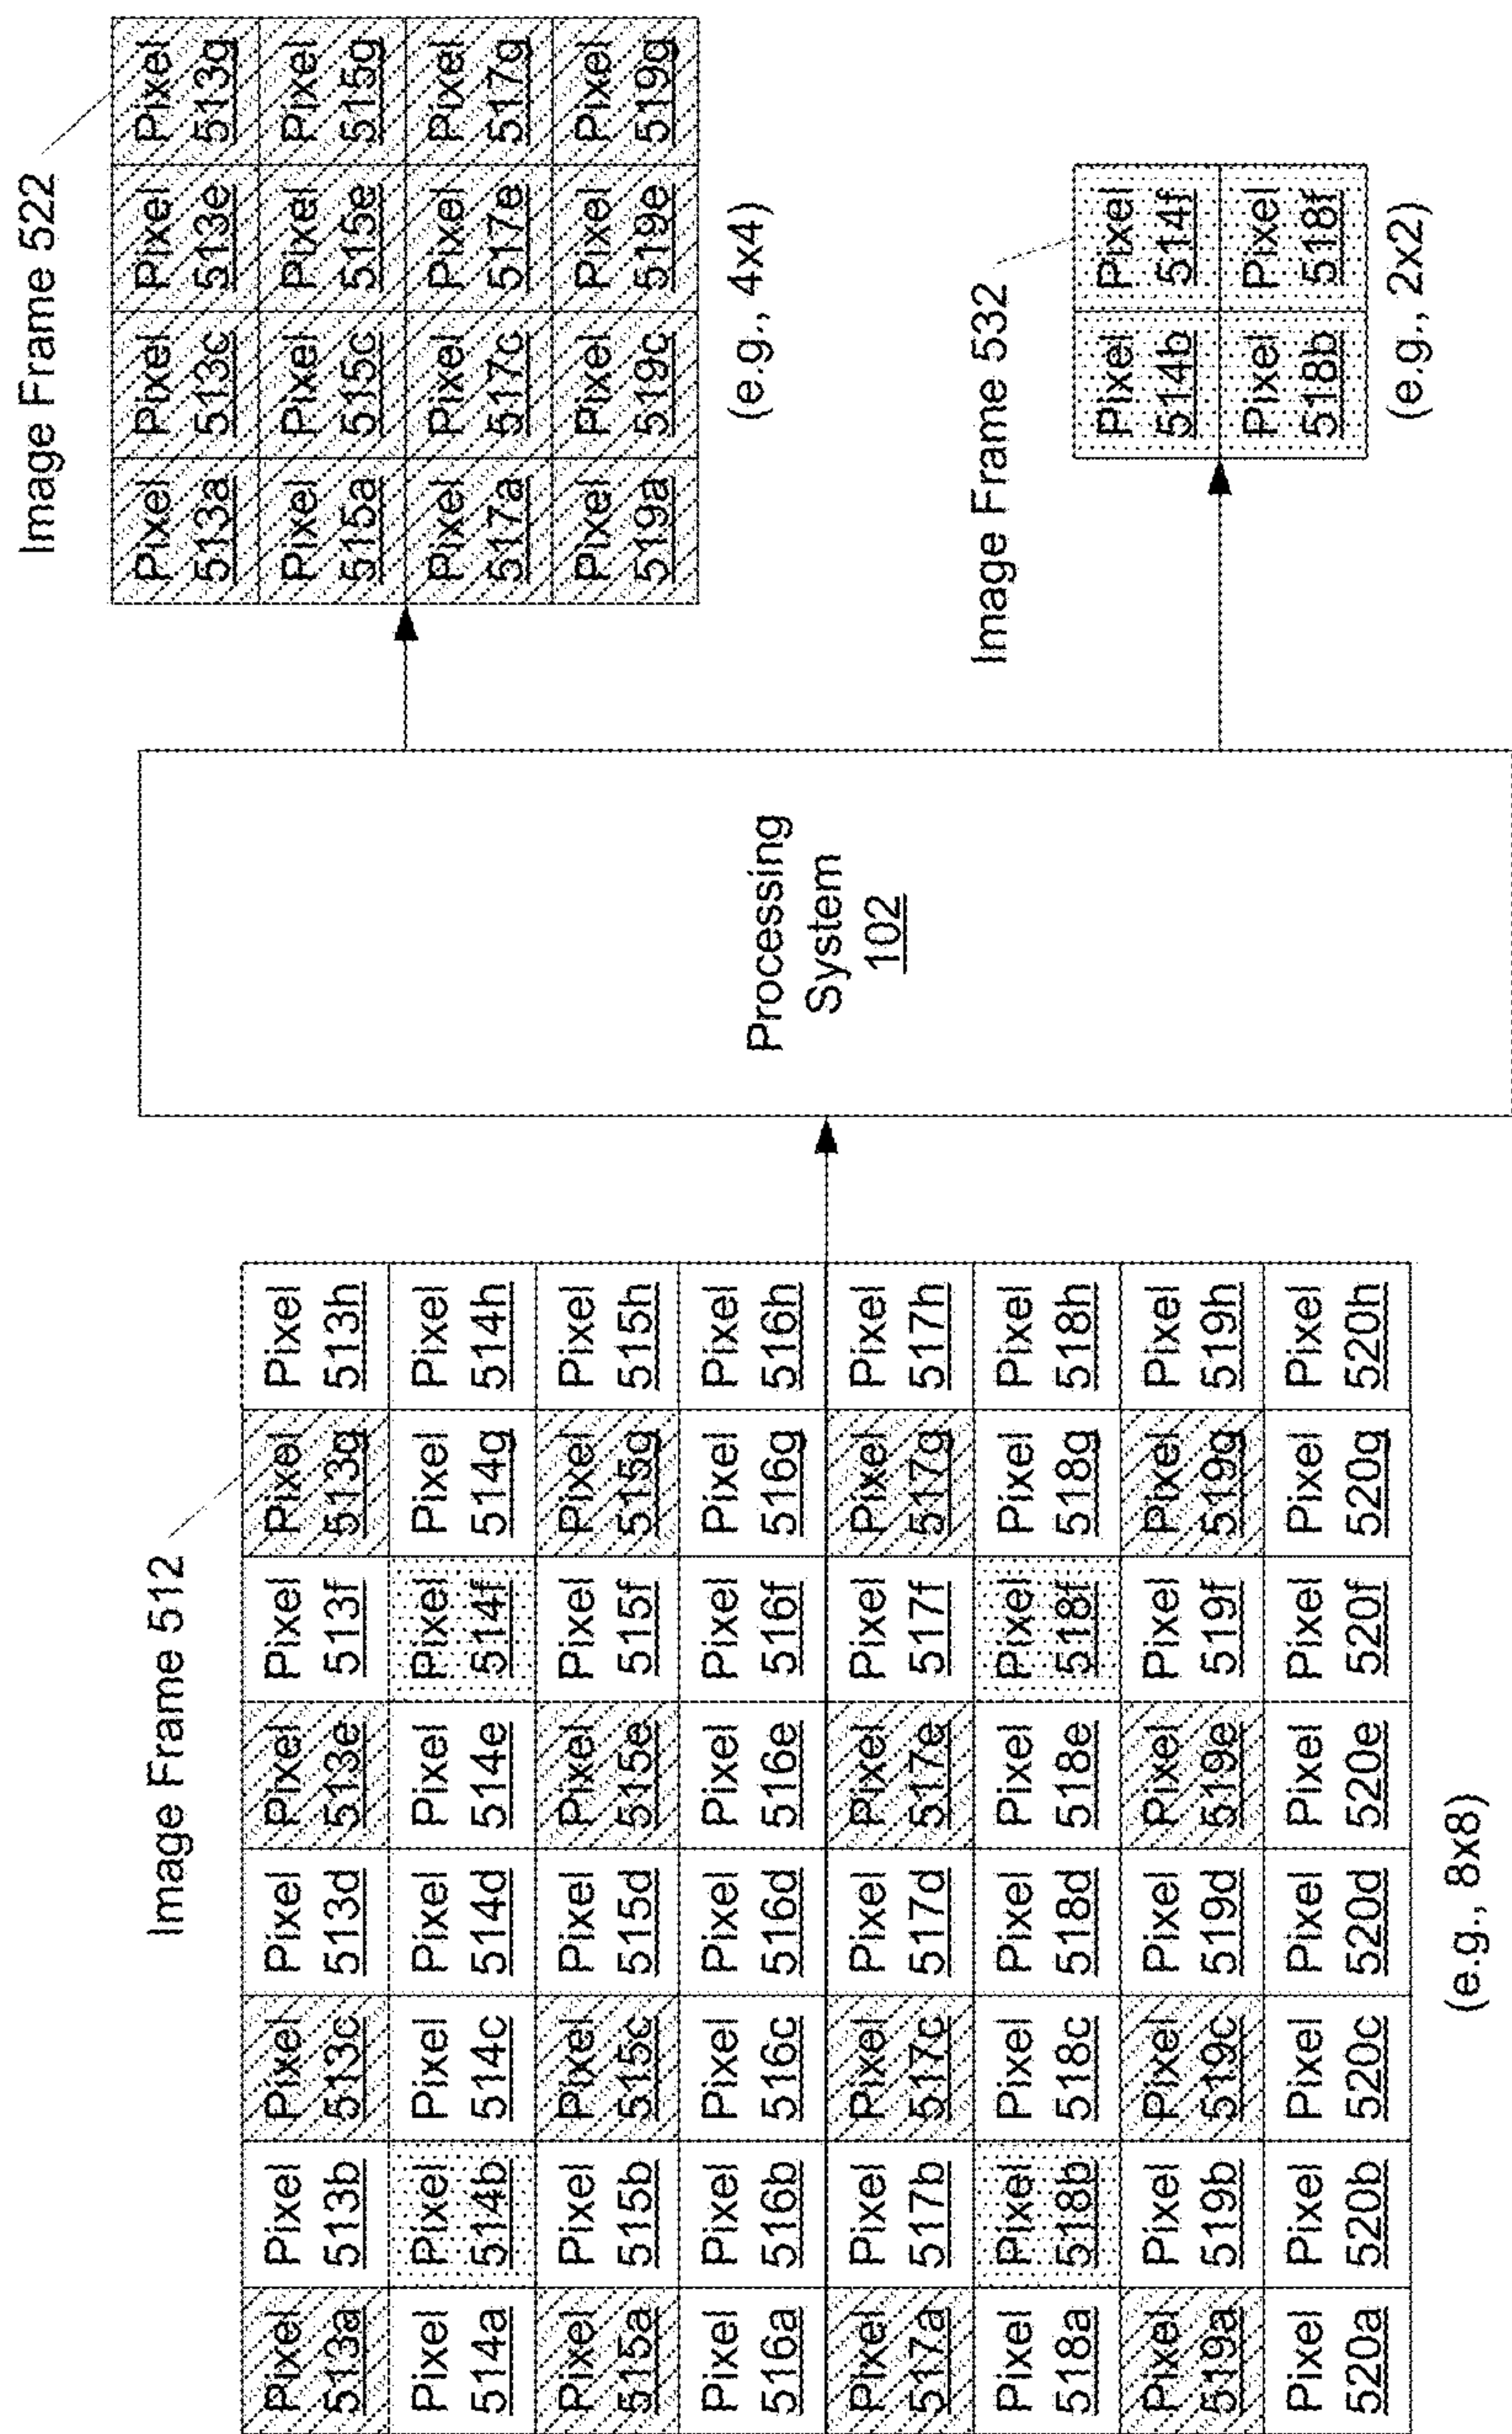 Image Frame 512
Pixel Pixel Pixel Pixel Pixel Pixel Pixel Pixel
513a 513b 513c 513d 513e 513f 513g 513h
Pixel Pixel Pixel Pixel Pixel Pixel Pixel Pixel
514a 514b 514c 514d 514e 514f 514g 514h
Pixel Pixel Pixel Pixel Pixel Pixel Pixel Pixel
515a 515b 515c 515d 515e 515f 515g 515h
Pixel Pixel Pixel Pixel Pixel Pixel Pixel Pixel
516a 516b 516c 516d 516e 516f 516g 516h
Pixel Pixel Pixel Pixel Pixel Pixel Pixel Pixel
517a 517b 517c 517d 517e 517f 517g 517h
Pixel Pixel Pixel Pixel Pixel Pixel Pixel Pixel
518a 518b 518c 518d 518e 518f 518g 518h
Pixel Pixel Pixel Pixel Pixel Pixel Pixel Pixel
519a 519b 519c 519d 519e 519f 519g 519h
Pixel Pixel Pixel Pixel Pixel Pixel Pixel Pixel
520a 520b 520c 520d 520e 520f 520g 520h
(e.g., 8x8)
Processing
System
102
Image Frame 522
Pixel Pixel Pixel Pixel
513a 513c 513e 513g
Pixel Pixel Pixel Pixel
515a 515c 515e 515g
Pixel Pixel Pixel Pixel
517a 517c 517e 517g
Pixel Pixel Pixel Pixel
519a 519c 519e 519g
(e.g., 4x4)
Image Frame 532
Pixel Pixel
514b 514f
Pixel Pixel
518b 518f
(e.g., 2x2)